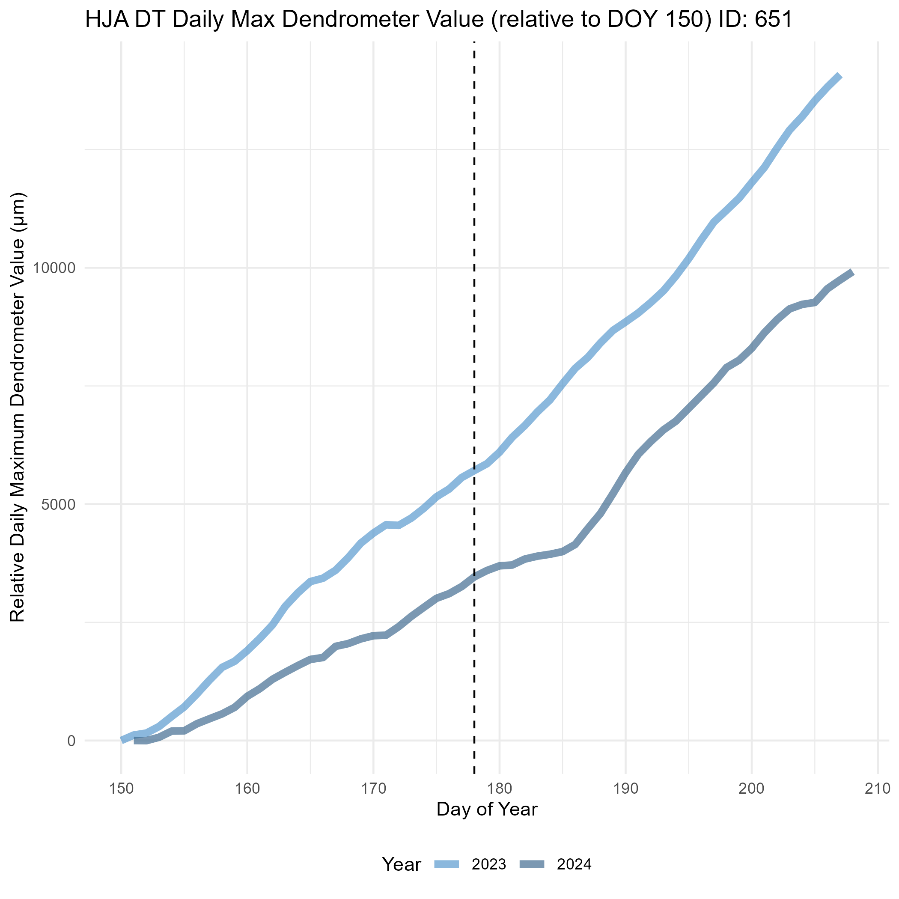 HJA DT Daily Max Dendrometer Value (relative to DOY 150) ID: 651
Relative Daily Maximum Dendrometer Value (µm)
10000
5000
0
150 160 170 180 190 200 210
Day of Year
Year 2023 2024